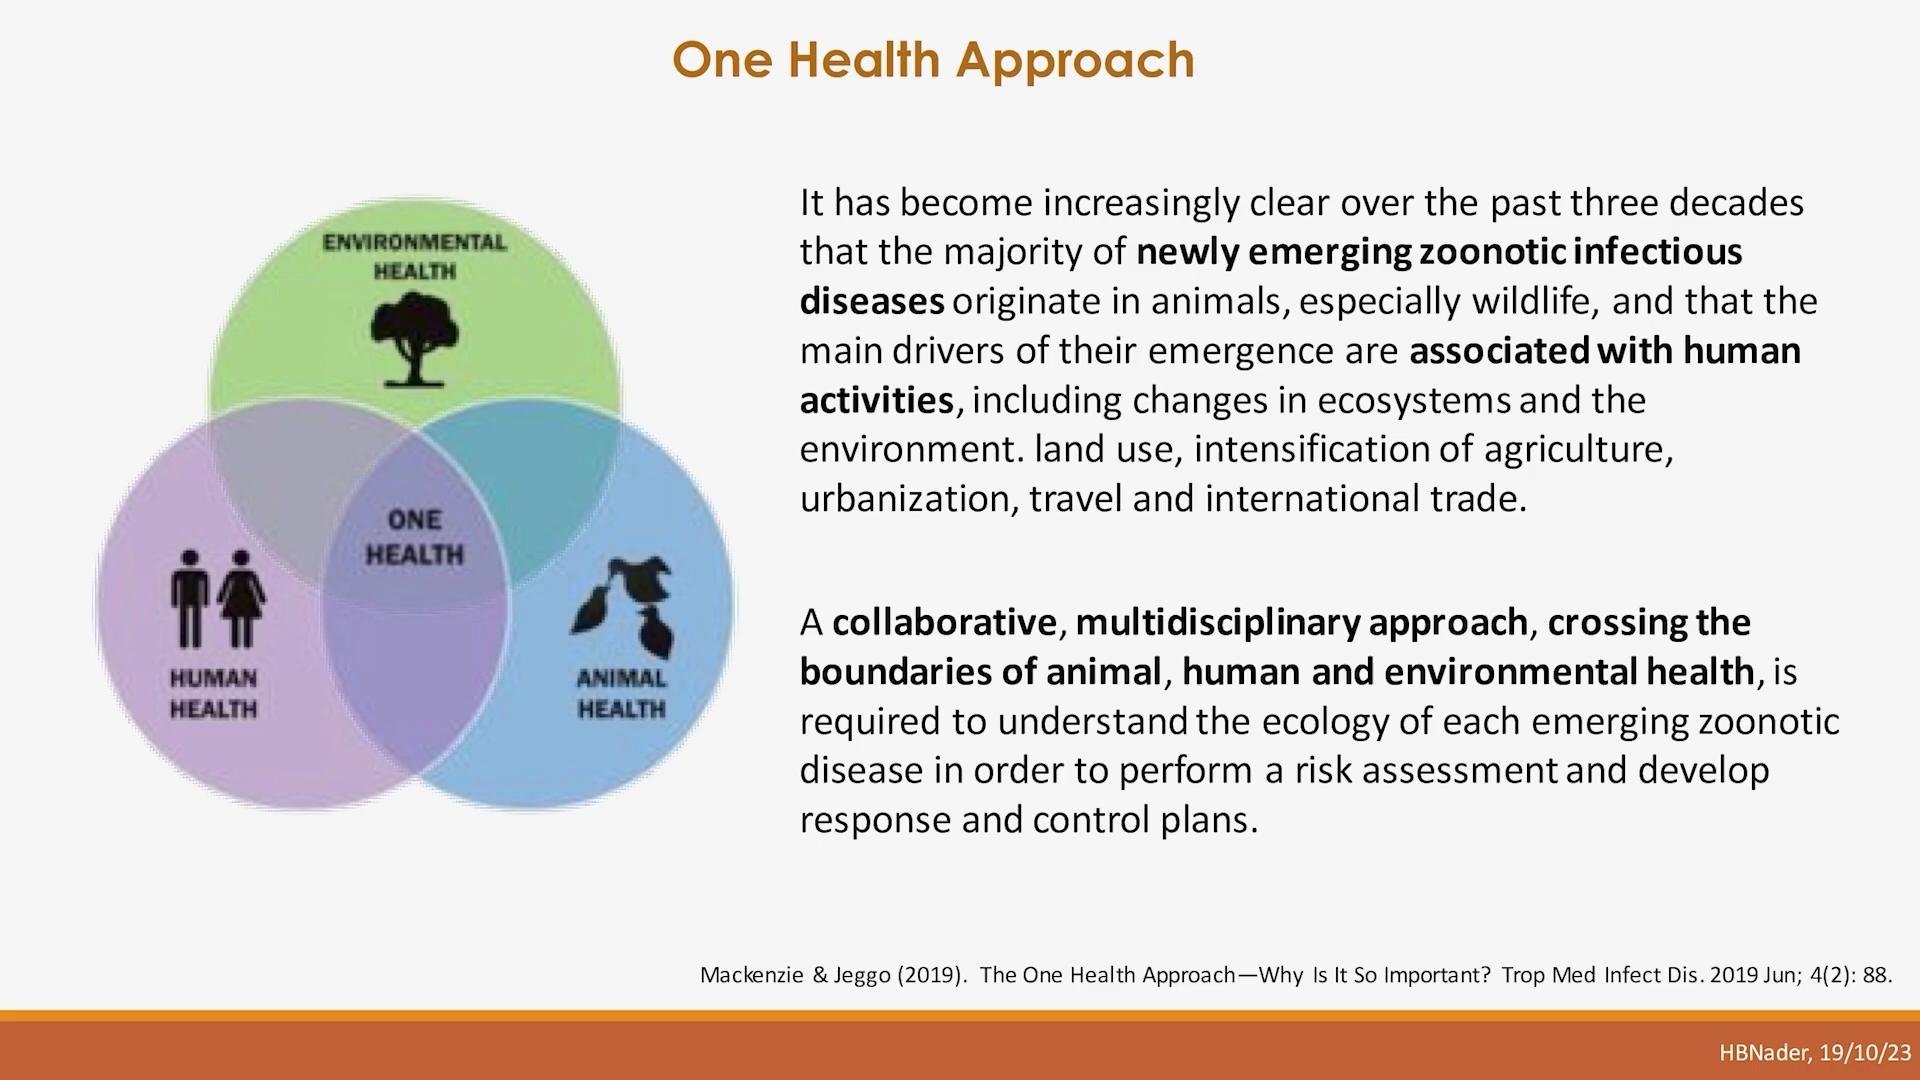 One Health Approach
ENVIRONMENTAL
HEALTH
ONE
HEALTH
HUMAN
HEALTH
ANIMAL
HEALTH
It has become increasingly clear over the past three decades
that the majority of newly emerging zoonotic infectious
diseases originate in animals, especially wildlife, and that the
main drivers of their emergence are associated with human
activities, including changes in ecosystems and the
environment. land use, intensification of agriculture,
urbanization, travel and international trade.
A collaborative, multidisciplinary approach, crossing the
boundaries of animal, human and environmental health, is
required to understand the ecology of each emerging zoonotic
disease in order to perform a risk assessment and develop
response and control plans.
Mackenzie & Jeggo (2019). The One Health Approach—Why Is It So Important? Trop Med Infect Dis. 2019 Jun; 4(2): 88.
HBNader, 19/10/23